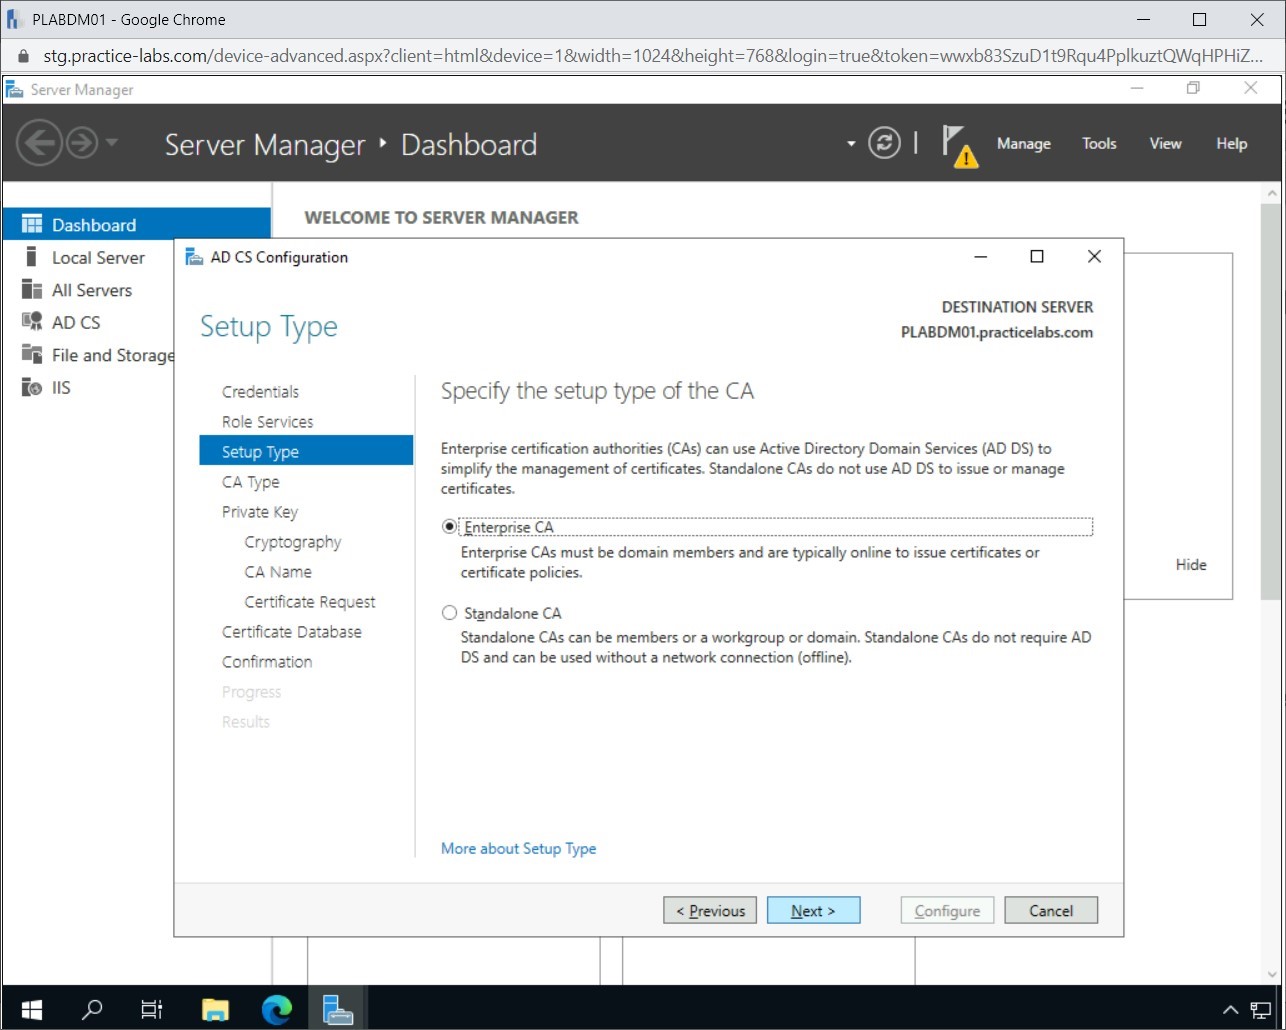 PLABDM01 - Google Chrome
stg.practice-labs.com/device-advanced.aspx?client=html&device=1&width=1024&height=768&login=true&token=wwxb83SzuD1t9Rqu4PplkuztQWqHPHiZ...
Server Manager
Server Manager ‣ Dashboard
Manage Tools View Help
Dashboard
Local Server
All Servers
AD CS
File and Storage
IIS
WELCOME TO SERVER MANAGER
Hide
AD CS Configuration
Setup Type
DESTINATION SERVER
PLABDM01.practicelabs.com
Credentials
Role Services
Setup Type
CA Type
Private Key
Cryptography
CA Name
Certificate Request
Certificate Database
Confirmation
Progress
Results
Specify the setup type of the CA
Enterprise certification authorities (CAs) can use Active Directory Domain Services (AD DS) to
simplify the management of certificates. Standalone CAs do not use AD DS to issue or manage
certificates.
Enterprise CA
Enterprise CAs must be domain members and are typically online to issue certificates or
certificate policies.
Standalone CA
Standalone CAs can be members or a workgroup or domain. Standalone CAs do not require AD
DS and can be used without a network connection (offline).
More about Setup Type
< Previous Next > Configure Cancel